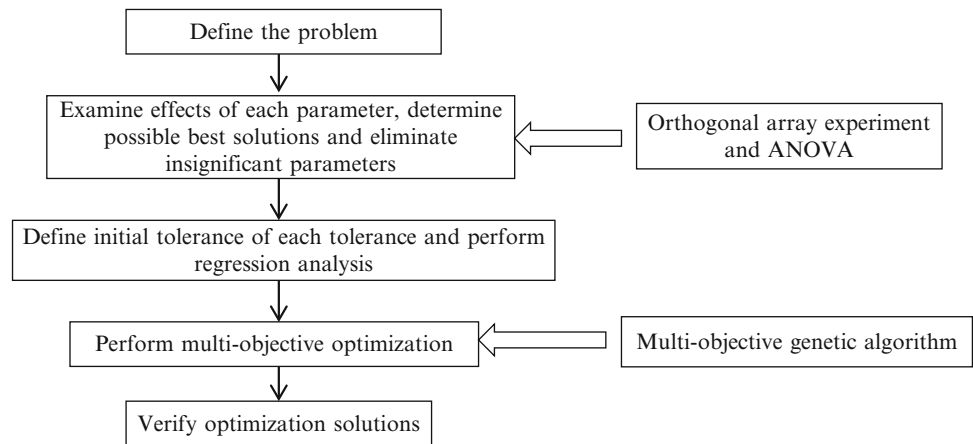 Define the problem
Examine effects of each parameter, determine
possible best solutions and eliminate
insignificant parameters
Orthogonal array experiment
and ANOVA
Define initial tolerance of each tolerance and perform
regression analysis
Perform multi-objective optimization
Multi-objective genetic algorithm
Verify optimization solutions